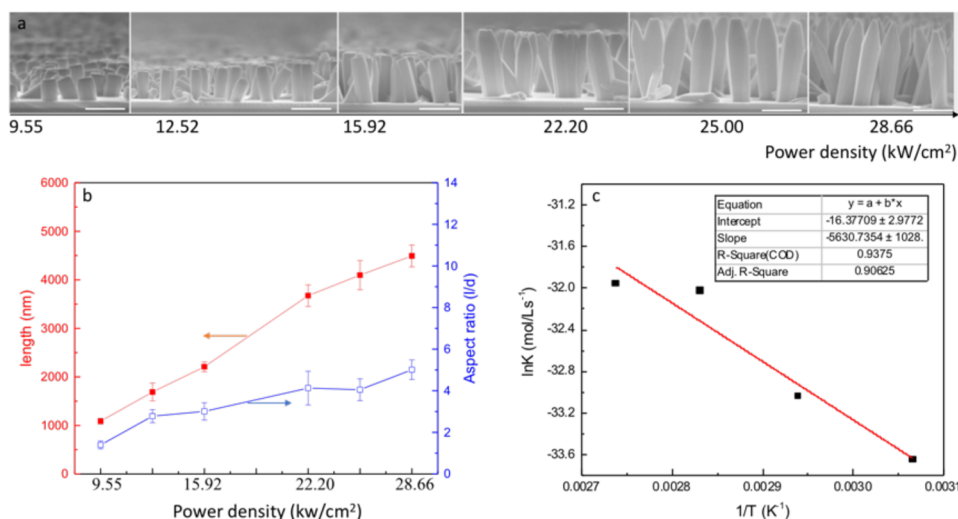 a
9.55 12.52 15.92 22.20 25.00 28.66
Power density (kW/cm²)
b
6000
5000
4000
3000
2000
1000
0
length (nm)
14
12
10
8
6
4
2
0
Aspect ratio (l/d)
9.55 15.92 22.20 28.66
Power density (kw/cm²)
c
-31.2
-31.6
-32.0
-32.4
-32.8
-33.2
-33.6
lnK (mol/Ls⁻¹)
Equation y = a + b*x
Intercept -16.37709 ± 2.9772
Slope -5630.7354 ± 1028.
R-Square(COD) 0.9375
Adj. R-Square 0.90625
0.0027 0.0028 0.0029 0.0030 0.0031
1/T (K⁻¹)